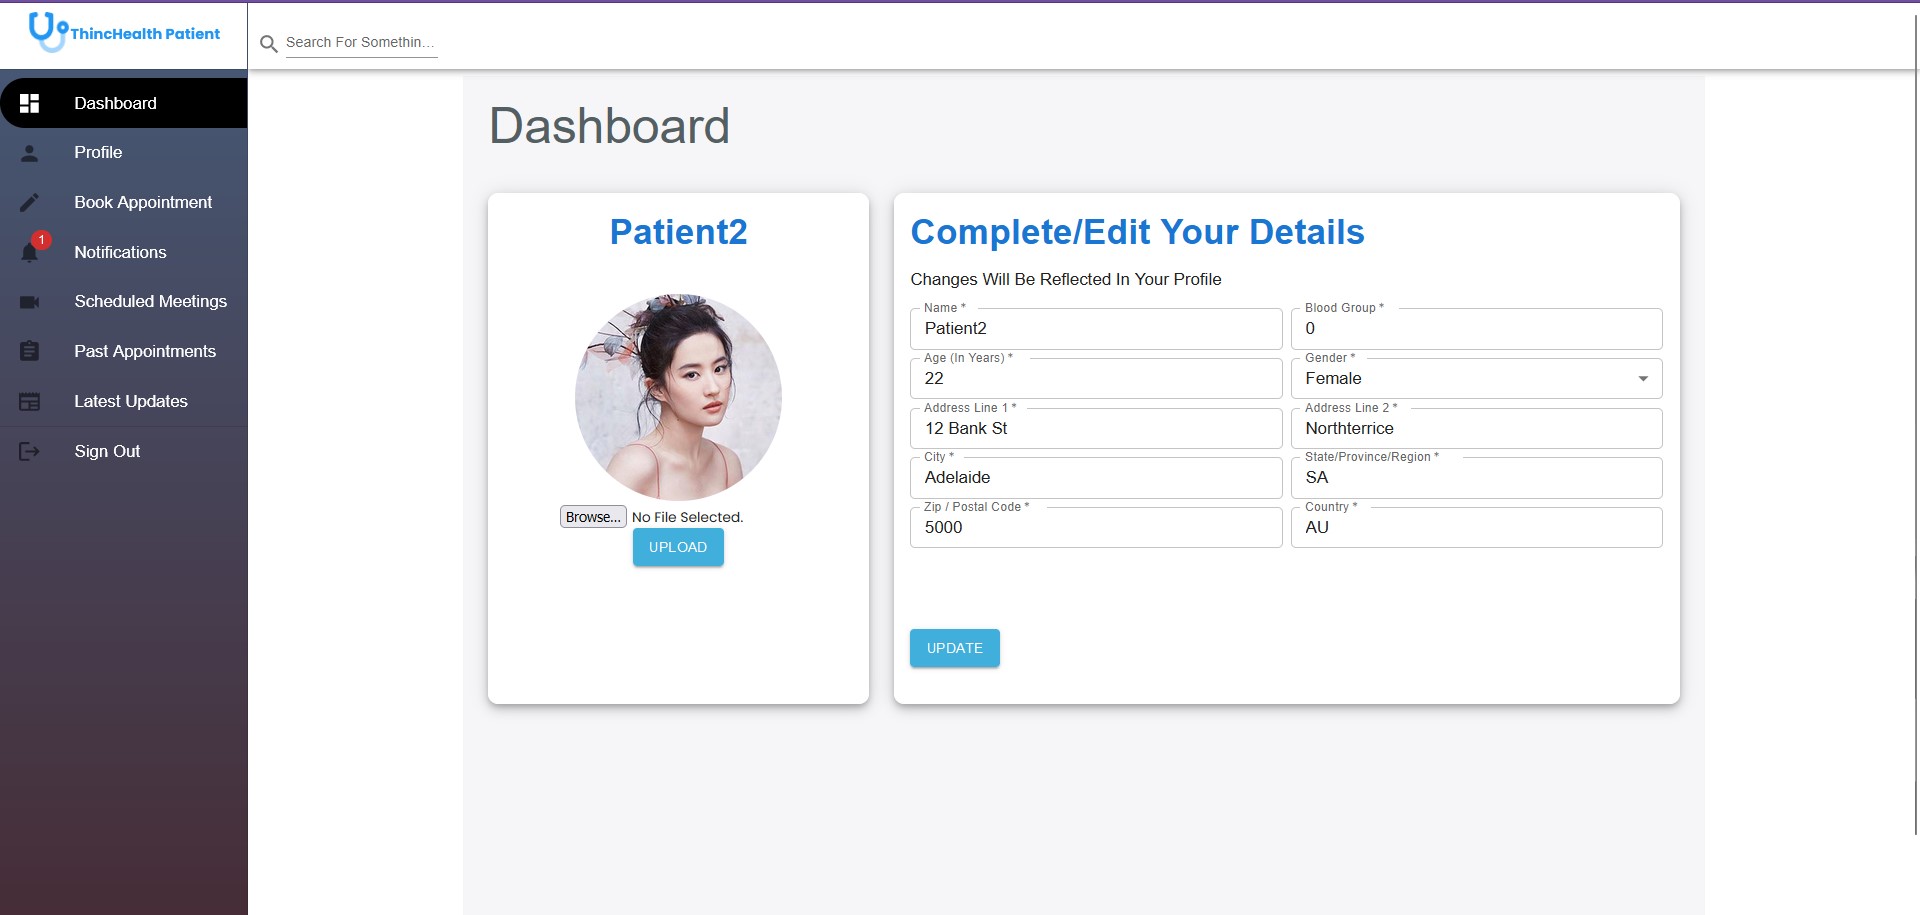 ThincHealth Patient
Search For Somethin...
Dashboard
Profile
Book Appointment
1
Notifications
Scheduled Meetings
Past Appointments
Latest Updates
Sign Out
Dashboard
Patient2
Browse... No File Selected.
UPLOAD
Complete/Edit Your Details
Changes Will Be Reflected In Your Profile
Name *
Patient2
Blood Group *
0
Age (In Years) *
22
Gender *
Female
Address Line 1 *
12 Bank St
Address Line 2 *
Northterrice
City *
Adelaide
State/Province/Region *
SA
Zip / Postal Code *
5000
Country *
AU
UPDATE